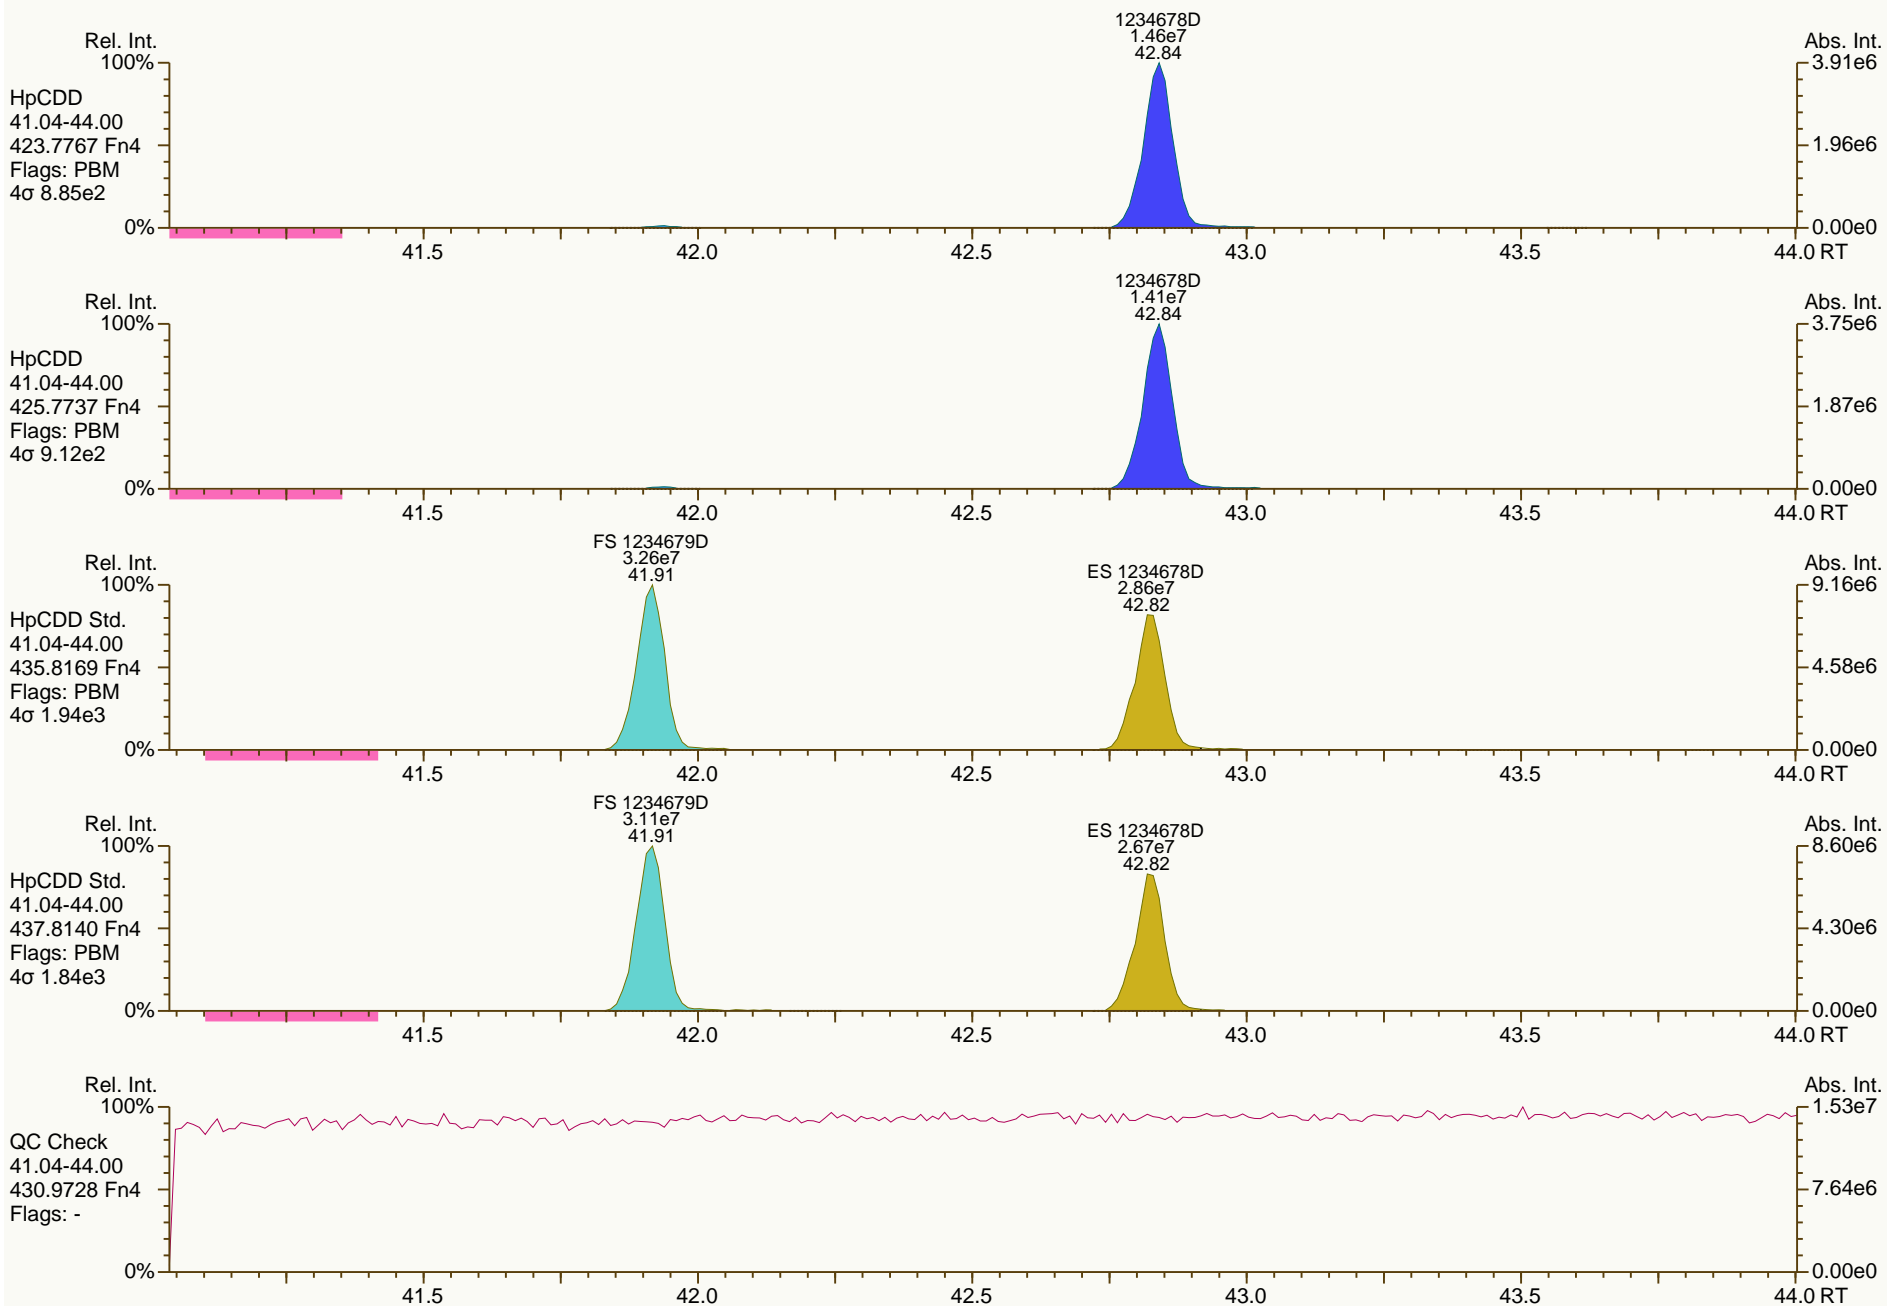 1234678D
1.46e7
42.84
Rel. Int.
Abs. Int.
100%
3.91e6
HpCDD
41.04-44.00
423.7767 Fn4
1.96e6
Flags: PBM
4σ 8.85e2
0%
0.00e0
41.5 42.0 42.5 43.0 43.5 44.0 RT
1234678D
1.41e7
42.84
Rel. Int.
Abs. Int.
100%
3.75e6
HpCDD
41.04-44.00
425.7737 Fn4
1.87e6
Flags: PBM
4σ 9.12e2
0%
0.00e0
41.5 42.0 42.5 43.0 43.5 44.0 RT
FS 1234679D
3.26e7
41.91
ES 1234678D
2.86e7
42.82
Rel. Int.
Abs. Int.
100%
9.16e6
HpCDD Std.
41.04-44.00
435.8169 Fn4
4.58e6
Flags: PBM
4σ 1.94e3
0%
0.00e0
41.5 42.0 42.5 43.0 43.5 44.0 RT
FS 1234679D
3.11e7
41.91
ES 1234678D
2.67e7
42.82
Rel. Int.
Abs. Int.
100%
8.60e6
HpCDD Std.
41.04-44.00
437.8140 Fn4
4.30e6
Flags: PBM
4σ 1.84e3
0%
0.00e0
41.5 42.0 42.5 43.0 43.5 44.0 RT
Rel. Int.
Abs. Int.
100%
1.53e7
QC Check
41.04-44.00
430.9728 Fn4
7.64e6
Flags: -
0%
0.00e0
41.5 42.0 42.5 43.0 43.5 44.0 RT